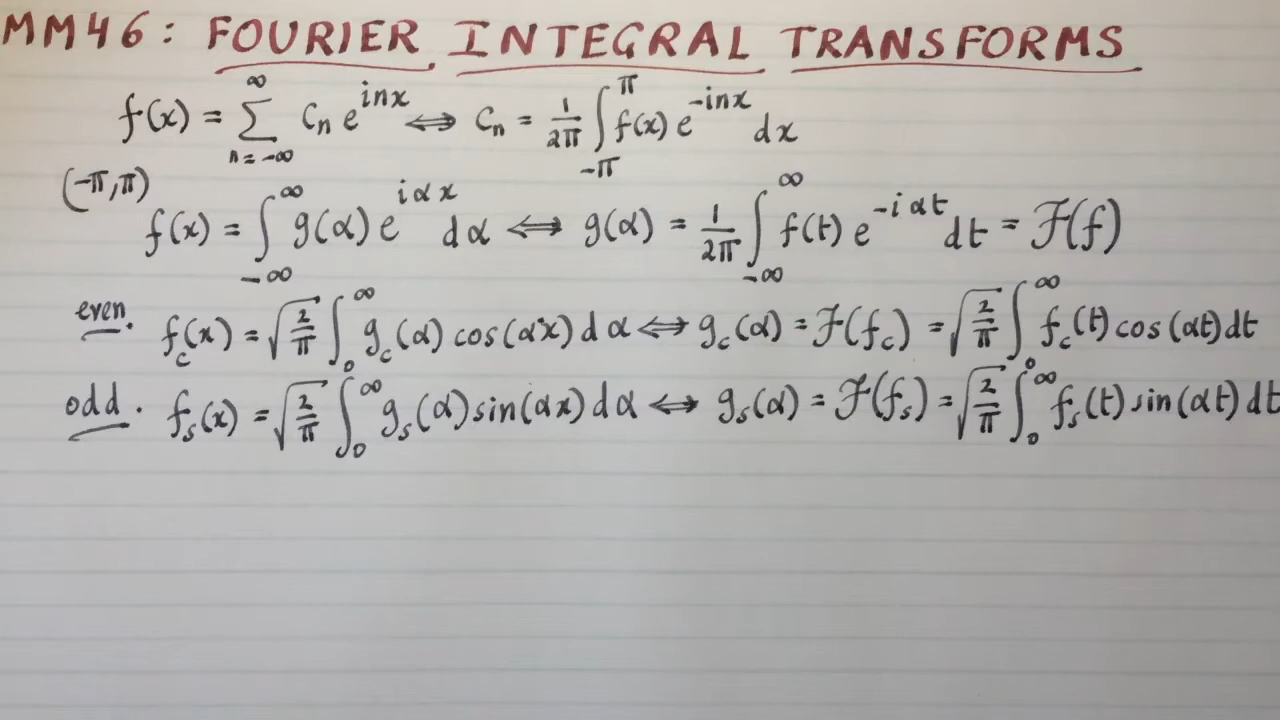 MM46: FOURIER INTEGRAL TRANSFORMS
f(x) = ∑_{n=-∞}^{∞} Cₙ e^{inx} ⟺ Cₙ = 1/2π ∫_{-π}^{π} f(x) e^{-inx} dx
(-π,π)
f(x) = ∫_{-∞}^{∞} g(α) e^{iαx} dα ⟺ g(α) = 1/2π ∫_{-∞}^{∞} f(t) e^{-iαt} dt = ℱ(f)
even. f_c(x) = √(2/π) ∫_0^∞ g_c(α) cos(αx) dα ⟺ g_c(α) = ℱ(f_c) = √(2/π) ∫_0^∞ f_c(t) cos(αt) dt
odd. f_s(x) = √(2/π) ∫_0^∞ g_s(α) sin(αx) dα ⟺ g_s(α) = ℱ(f_s) = √(2/π) ∫_0^∞ f_s(t) sin(αt) dt